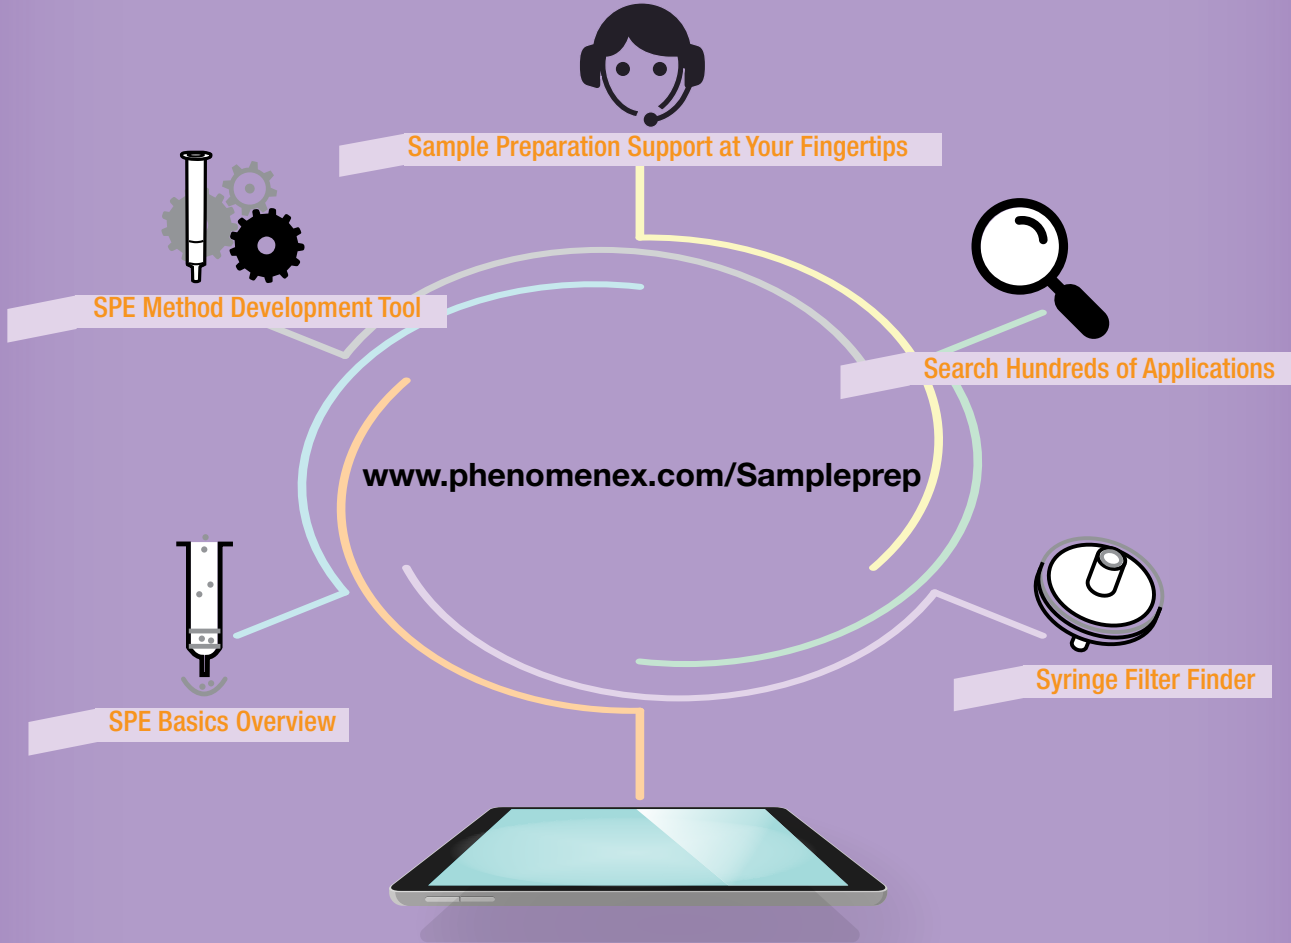 Sample Preparation Support at Your Fingertips
SPE Method Development Tool
Search Hundreds of Applications
www.phenomenex.com/Sampleprep
Syringe Filter Finder
SPE Basics Overview